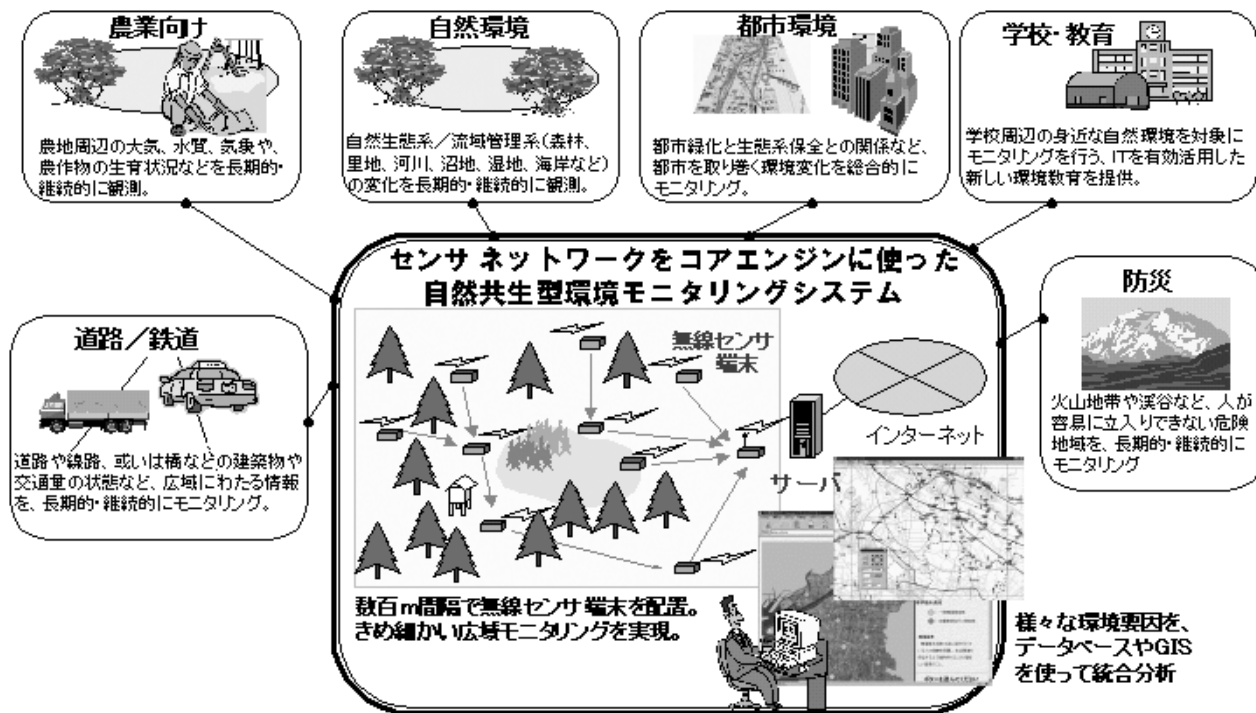 農業向け
農地周辺の大気、水質、気象や、
農作物の生育状況などを長期的・
継続的に観測。
自然環境
自然生態系／流域管理系(森林、
里地、河川、沼地、湿地、海岸など)
の変化を長期的・継続的に観測。
都市環境
都市緑化と生態系保全との関係など、
都市を取り巻く環境変化を総合的に
モニタリング。
学校・教育
学校周辺の身近な自然環境を対象に
モニタリングを行う、ITを有効活用した
新しい環境教育を提供。
道路／鉄道
道路や線路、或いは橋などの建築物や
交通量の状態など、広域にわたる情報
を、長期的・継続的にモニタリング。
センサ ネットワークをコアエンジンに使った
自然共生型環境モニタリングシステム
無線センサ
端末
インターネット
サーバ
数百m間隔で無線センサ 端末を配置。
きめ細かい広域モニタリングを実現。
防災
火山地帯や渓谷など、人が
容易に立入りできない危険
地域を、長期的・継続的に
モニタリング
様々な環境要因を、
データベースやGIS
を使って統合分析